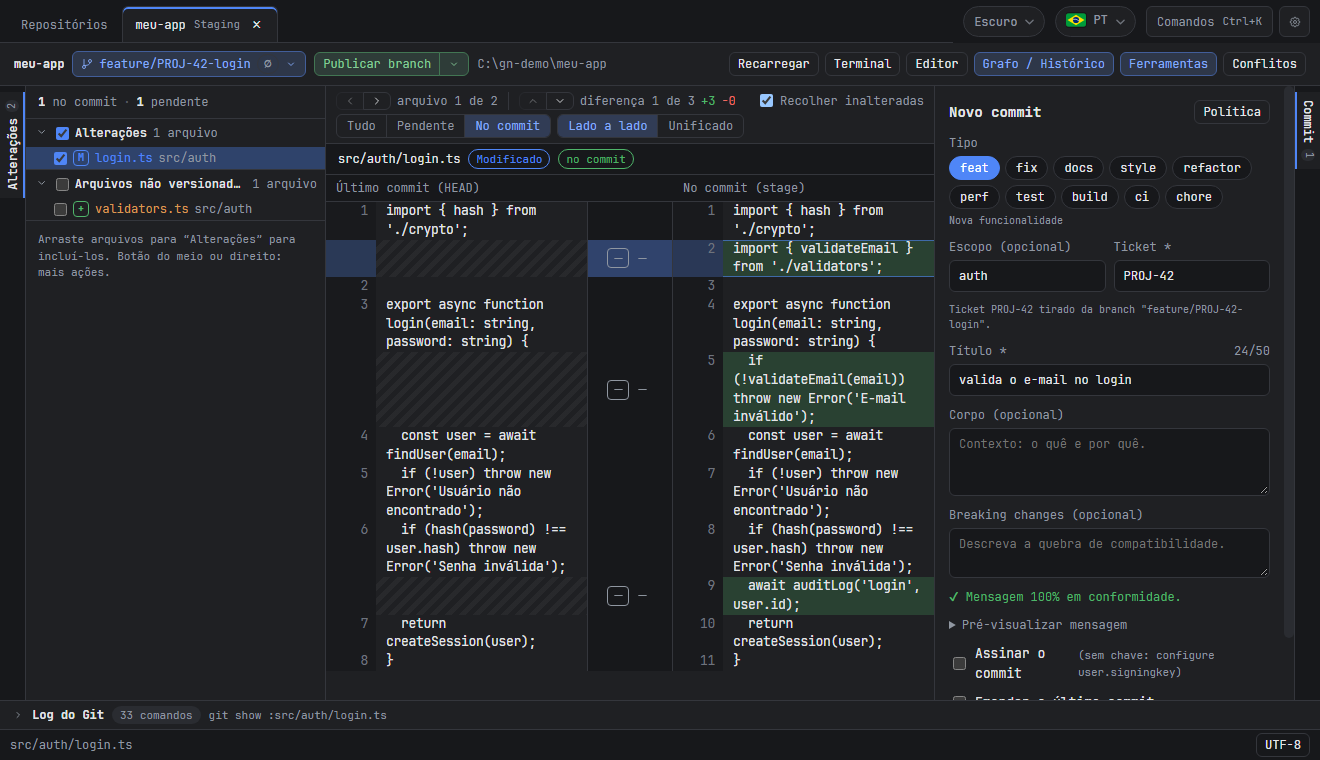 Repositórios
meu-app Staging ✕
Escuro
PT
Comandos Ctrl+K
meu-app
feature/PROJ-42-login
Publicar branch
C:\gn-demo\meu-app
Recarregar
Terminal
Editor
Grafo / Histórico
Ferramentas
Conflitos
Alterações 2
1 no commit · 1 pendente
Alterações 1 arquivo
M login.ts src/auth
Arquivos não versionad… 1 arquivo
+ validators.ts src/auth
Arraste arquivos para “Alterações” para
incluí-los. Botão do meio ou direito:
mais ações.
arquivo 1 de 2
diferença 1 de 3 +3 -0
Recolher inalteradas
Tudo
Pendente
No commit
Lado a lado
Unificado
src/auth/login.ts Modificado no commit
Último commit (HEAD)
1 import { hash } from
'./crypto';
2
3 export async function
login(email: string,
password: string) {
4 const user = await
findUser(email);
5 if (!user) throw new
Error('Usuário não
encontrado');
6 if (hash(password) !==
user.hash) throw new
Error('Senha inválida');
7 return
createSession(user);
8 }
No commit (stage)
1 import { hash } from
'./crypto';
2 import { validateEmail }
from './validators';
3
4 export async function
login(email: string,
password: string) {
5 if
(!validateEmail(email))
throw new Error('E-mail
inválido');
6 const user = await
findUser(email);
7 if (!user) throw new
Error('Usuário não
encontrado');
8 if (hash(password) !==
user.hash) throw new
Error('Senha inválida');
9 await auditLog('login',
user.id);
10 return
createSession(user);
11 }
Novo commit
Política
Tipo
feat fix docs style refactor
perf test build ci chore
Nova funcionalidade
Escopo (opcional)
auth
Ticket *
PROJ-42
Ticket PROJ-42 tirado da branch "feature/PROJ-42-
login".
Título * 24/50
valida o e-mail no login
Corpo (opcional)
Contexto: o quê e por quê.
Breaking changes (opcional)
Descreva a quebra de compatibilidade.
✓ Mensagem 100% em conformidade.
Pré-visualizar mensagem
Assinar o
commit
(sem chave: configure
user.signingkey)
Commit 1
Log do Git 33 comandos git show :src/auth/login.ts
src/auth/login.ts
UTF-8